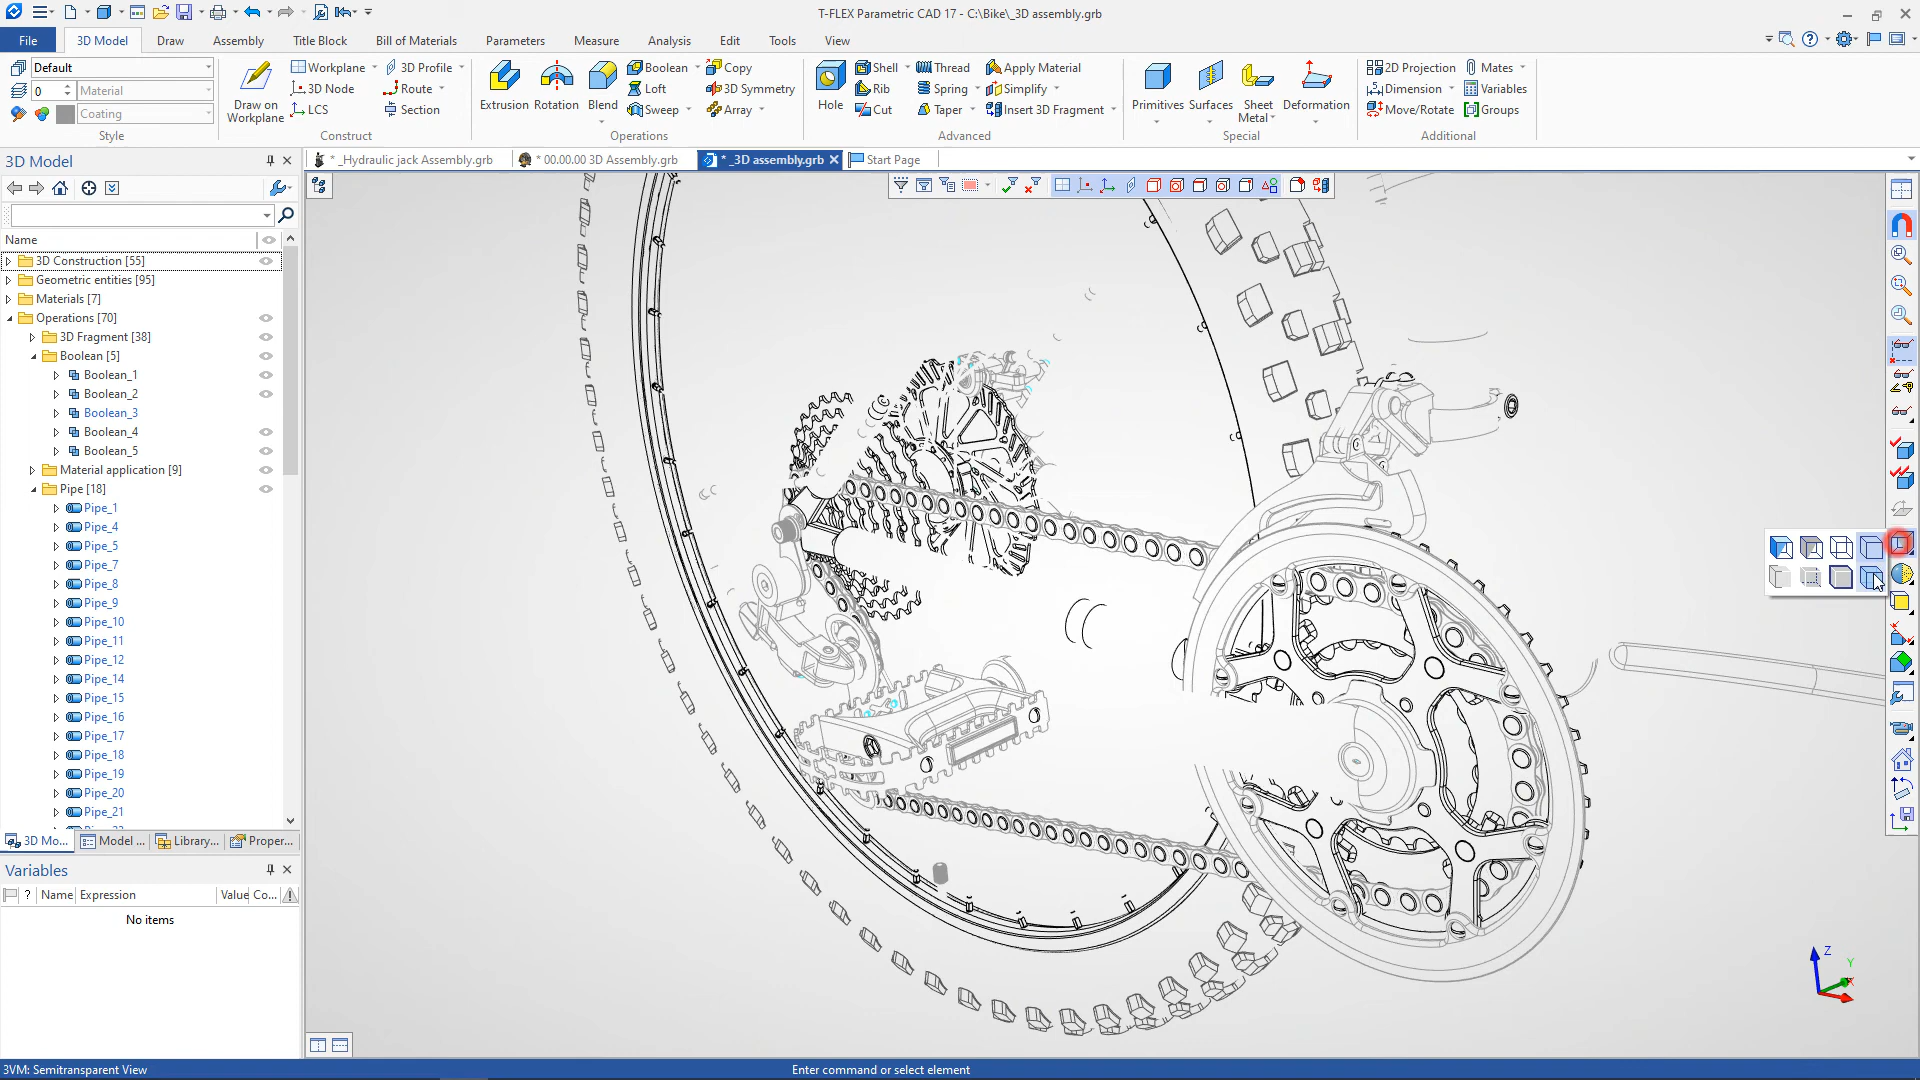 T-FLEX Parametric CAD 17 - C:\Bike\_3D assembly.grb
File 3D Model Draw Assembly Title Block Bill of Materials Parameters Measure Analysis Edit Tools View
Default
0 Material
Coating
Style
Draw on Workplane
Workplane 3D Profile
3D Node Route
LCS Section
Construct
Extrusion Rotation Blend
Boolean Copy
Loft 3D Symmetry
Sweep Array
Operations
Hole
Shell Thread Apply Material
Rib Spring Simplify
Cut Taper Insert 3D Fragment
Advanced
Primitives Surfaces Sheet Metal Deformation
Special
2D Projection Mates
Dimension Variables
Move/Rotate Groups
Additional
3D Model
* _Hydraulic jack Assembly.grb * 00.00.00 3D Assembly.grb * _3D assembly.grb Start Page
Name
3D Construction [55]
Geometric entities [95]
Materials [7]
Operations [70]
3D Fragment [38]
Boolean [5]
Boolean_1
Boolean_2
Boolean_3
Boolean_4
Boolean_5
Material application [9]
Pipe [18]
Pipe_1
Pipe_4
Pipe_5
Pipe_7
Pipe_8
Pipe_9
Pipe_10
Pipe_11
Pipe_12
Pipe_14
Pipe_15
Pipe_16
Pipe_17
Pipe_18
Pipe_19
Pipe_20
Pipe_21
3D Mo... Model ... Library... Proper...
Variables
? Name Expression Value Co...
No items
Z
Y
X
3VM: Semitransparent View
Enter command or select element